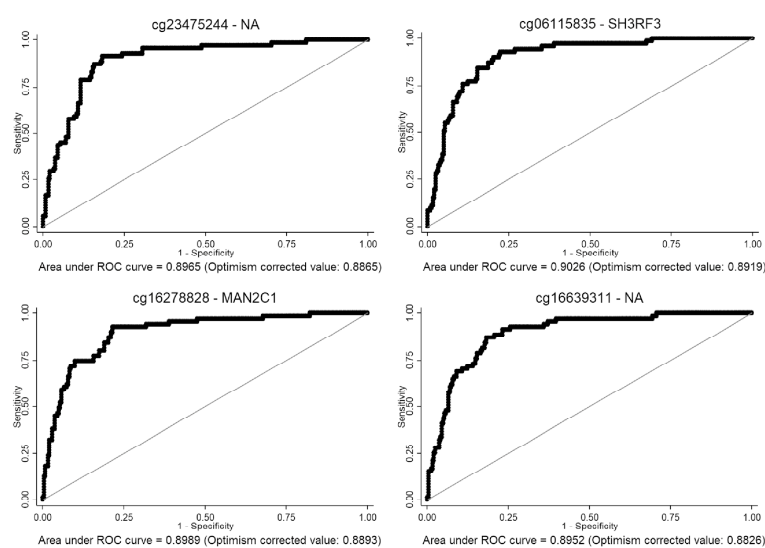 cg23475244 - NA
Sensitivity
1.00
0.75
0.50
0.25
0.00
0.00 0.25 0.50 0.75 1.00
1 - Specificity
Area under ROC curve = 0.8965 (Optimism corrected value: 0.8865)
cg06115835 - SH3RF3
Sensitivity
1.00
0.75
0.50
0.25
0.00
0.00 0.25 0.50 0.75 1.00
1 - Specificity
Area under ROC curve = 0.9026 (Optimism corrected value: 0.8919)
cg16278828 - MAN2C1
Sensitivity
1.00
0.75
0.50
0.25
0.00
0.00 0.25 0.50 0.75 1.00
1 - Specificity
Area under ROC curve = 0.8989 (Optimism corrected value: 0.8893)
cg16639311 - NA
Sensitivity
1.00
0.75
0.50
0.25
0.00
0.00 0.25 0.50 0.75 1.00
1 - Specificity
Area under ROC curve = 0.8952 (Optimism corrected value: 0.8826)